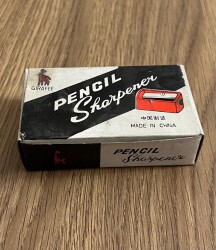 GIRAFFE
PENCIL
Sharpener
中国制造
MADE IN CHINA
PENCIL
Sharpener